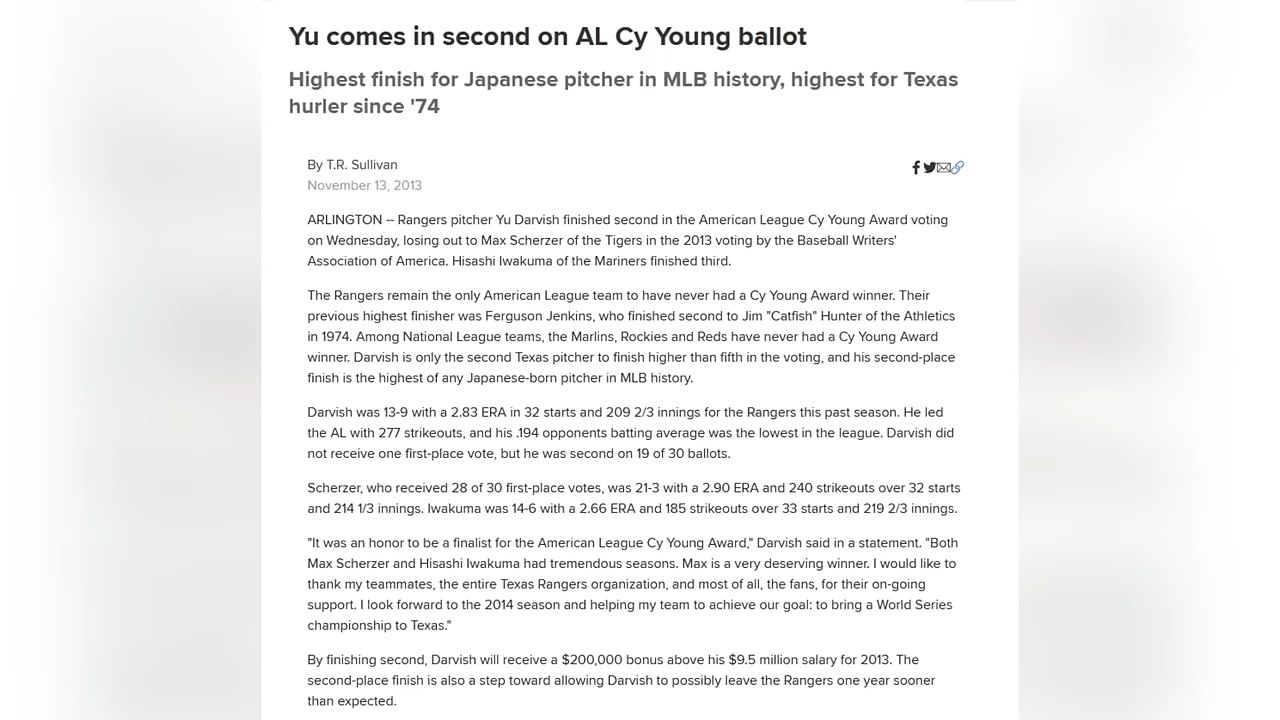 Yu comes in second on AL Cy Young ballot
Highest finish for Japanese pitcher in MLB history, highest for Texas
hurler since '74
By T.R. Sullivan
November 13, 2013
ARLINGTON -- Rangers pitcher Yu Darvish finished second in the American League Cy Young Award voting
on Wednesday, losing out to Max Scherzer of the Tigers in the 2013 voting by the Baseball Writers'
Association of America. Hisashi Iwakuma of the Mariners finished third.
The Rangers remain the only American League team to have never had a Cy Young Award winner. Their
previous highest finisher was Ferguson Jenkins, who finished second to Jim "Catfish" Hunter of the Athletics
in 1974. Among National League teams, the Marlins, Rockies and Reds have never had a Cy Young Award
winner. Darvish is only the second Texas pitcher to finish higher than fifth in the voting, and his second-place
finish is the highest of any Japanese-born pitcher in MLB history.
Darvish was 13-9 with a 2.83 ERA in 32 starts and 209 2/3 innings for the Rangers this past season. He led
the AL with 277 strikeouts, and his .194 opponents batting average was the lowest in the league. Darvish did
not receive one first-place vote, but he was second on 19 of 30 ballots.
Scherzer, who received 28 of 30 first-place votes, was 21-3 with a 2.90 ERA and 240 strikeouts over 32 starts
and 214 1/3 innings. Iwakuma was 14-6 with a 2.66 ERA and 185 strikeouts over 33 starts and 219 2/3 innings.
"It was an honor to be a finalist for the American League Cy Young Award," Darvish said in a statement. "Both
Max Scherzer and Hisashi Iwakuma had tremendous seasons. Max is a very deserving winner. I would like to
thank my teammates, the entire Texas Rangers organization, and most of all, the fans, for their on-going
support. I look forward to the 2014 season and helping my team to achieve our goal: to bring a World Series
championship to Texas."
By finishing second, Darvish will receive a $200,000 bonus above his $9.5 million salary for 2013. The
second-place finish is also a step toward allowing Darvish to possibly leave the Rangers one year sooner
than expected.